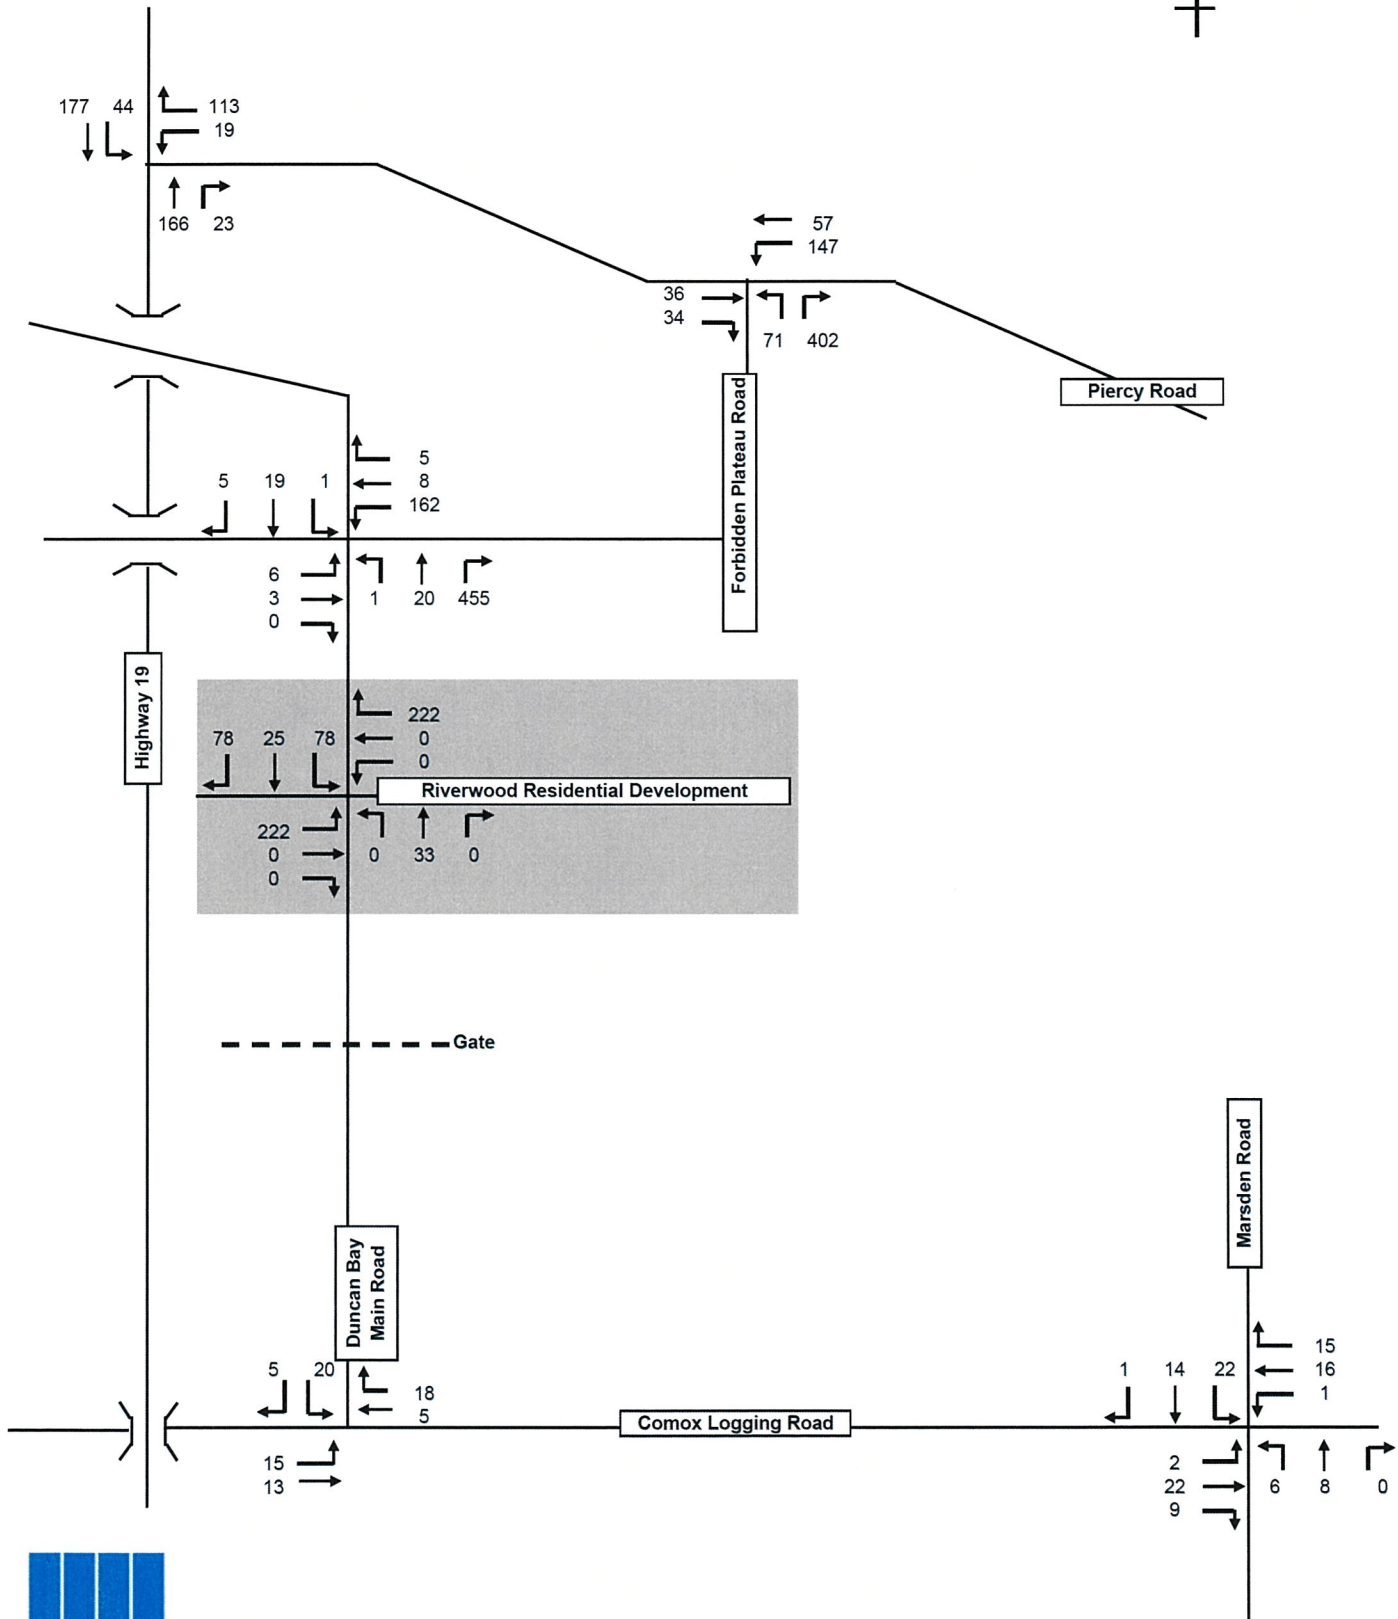 177 44 113
19
166 23
57
147
36
34
71 402
Piercy Road
Forbidden Plateau Road
5
5 19 1 8
162
6
3 1 20 455
0
Highway 19
222
78 25 78 0
0
Riverwood Residential Development
222
0 0 33 0
0
Gate
Marsden Road
Duncan Bay
Main Road
5 20
18
5
Comox Logging Road
15
13
15
1 14 22 16
1
2
22 6 8 0
9